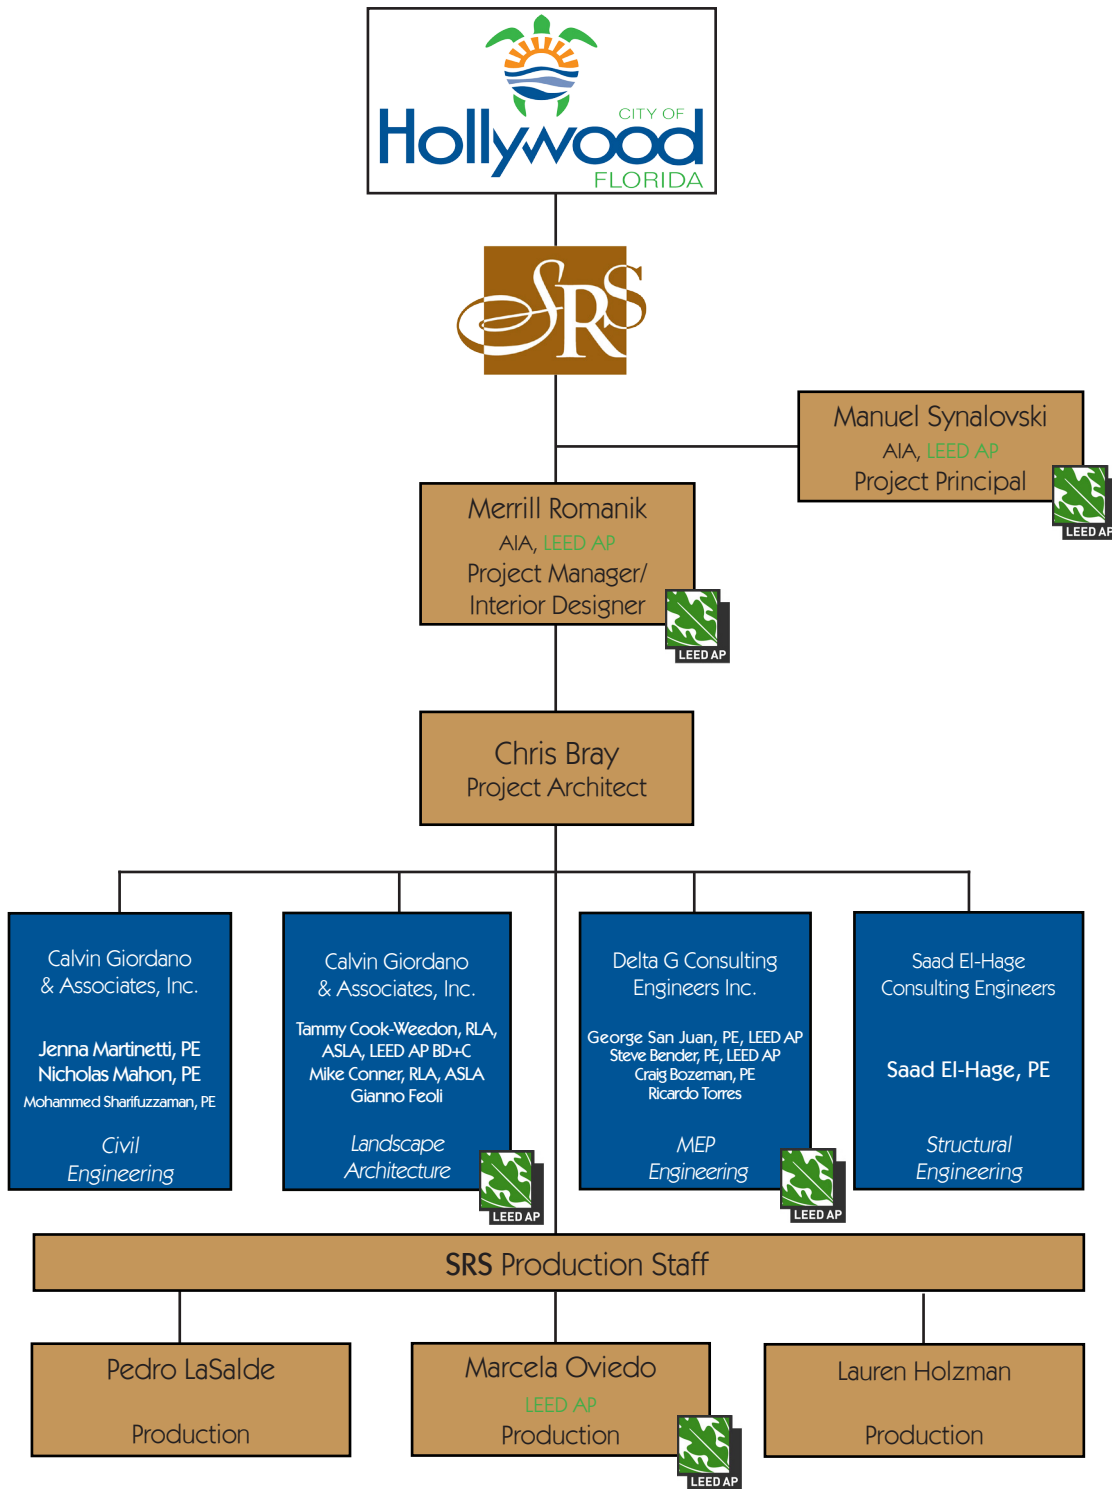 CITY OF
Hollywood
FLORIDA
SRS
Manuel Synalovski
AIA, LEED AP
Project Principal
LEED AP
Merrill Romanik
AIA, LEED AP
Project Manager/
Interior Designer
LEED AP
Chris Bray
Project Architect
Calvin Giordano
& Associates, Inc.
Jenna Martinetti, PE
Nicholas Mahon, PE
Mohammed Sharifuzzaman, PE
Civil
Engineering
Calvin Giordano
& Associates, Inc.
Tammy Cook-Weedon, RLA,
ASLA, LEED AP BD+C
Mike Conner, RLA, ASLA
Gianno Feoli
Landscape
Architecture
LEED AP
Delta G Consulting
Engineers Inc.
George San Juan, PE, LEED AP
Steve Bender, PE, LEED AP
Craig Bozeman, PE
Ricardo Torres
MEP
Engineering
LEED AP
Saad El-Hage
Consulting Engineers
Saad El-Hage, PE
Structural
Engineering
SRS Production Staff
Pedro LaSalde
Production
Marcela Oviedo
LEED AP
Production
LEED AP
Lauren Holzman
Production